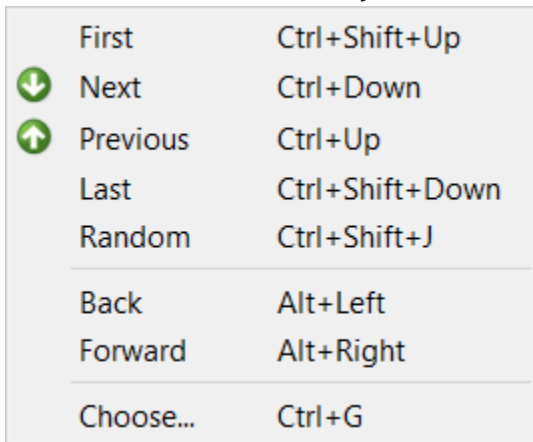 First Ctrl+Shift+Up
Next Ctrl+Down
Previous Ctrl+Up
Last Ctrl+Shift+Down
Random Ctrl+Shift+J
Back Alt+Left
Forward Alt+Right
Choose... Ctrl+G